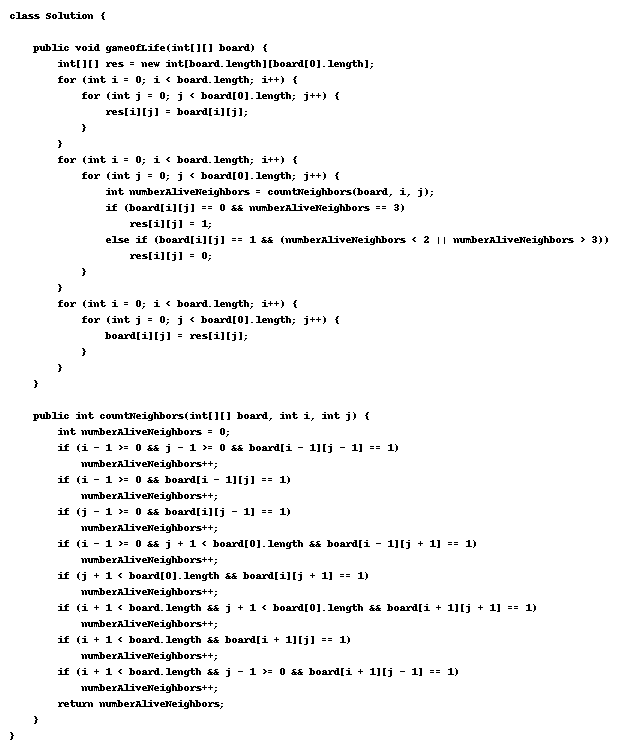 class Solution {

    public void gameOfLife(int[][] board) {
        int[][] res = new int[board.length][board[0].length];
        for (int i = 0; i < board.length; i++) {
            for (int j = 0; j < board[0].length; j++) {
                res[i][j] = board[i][j];
            }
        }
        for (int i = 0; i < board.length; i++) {
            for (int j = 0; j < board[0].length; j++) {
                int numberAliveNeighbors = countNeighbors(board, i, j);
                if (board[i][j] == 0 && numberAliveNeighbors == 3)
                    res[i][j] = 1;
                else if (board[i][j] == 1 && (numberAliveNeighbors < 2 || numberAliveNeighbors > 3))
                    res[i][j] = 0;
            }
        }
        for (int i = 0; i < board.length; i++) {
            for (int j = 0; j < board[0].length; j++) {
                board[i][j] = res[i][j];
            }
        }
    }

    public int countNeighbors(int[][] board, int i, int j) {
        int numberAliveNeighbors = 0;
        if (i - 1 >= 0 && j - 1 >= 0 && board[i - 1][j - 1] == 1)
            numberAliveNeighbors++;
        if (i - 1 >= 0 && board[i - 1][j] == 1)
            numberAliveNeighbors++;
        if (j - 1 >= 0 && board[i][j - 1] == 1)
            numberAliveNeighbors++;
        if (i - 1 >= 0 && j + 1 < board[0].length && board[i - 1][j + 1] == 1)
            numberAliveNeighbors++;
        if (j + 1 < board[0].length && board[i][j + 1] == 1)
            numberAliveNeighbors++;
        if (i + 1 < board.length && j + 1 < board[0].length && board[i + 1][j + 1] == 1)
            numberAliveNeighbors++;
        if (i + 1 < board.length && board[i + 1][j] == 1)
            numberAliveNeighbors++;
        if (i + 1 < board.length && j - 1 >= 0 && board[i + 1][j - 1] == 1)
            numberAliveNeighbors++;
        return numberAliveNeighbors;
    }
}